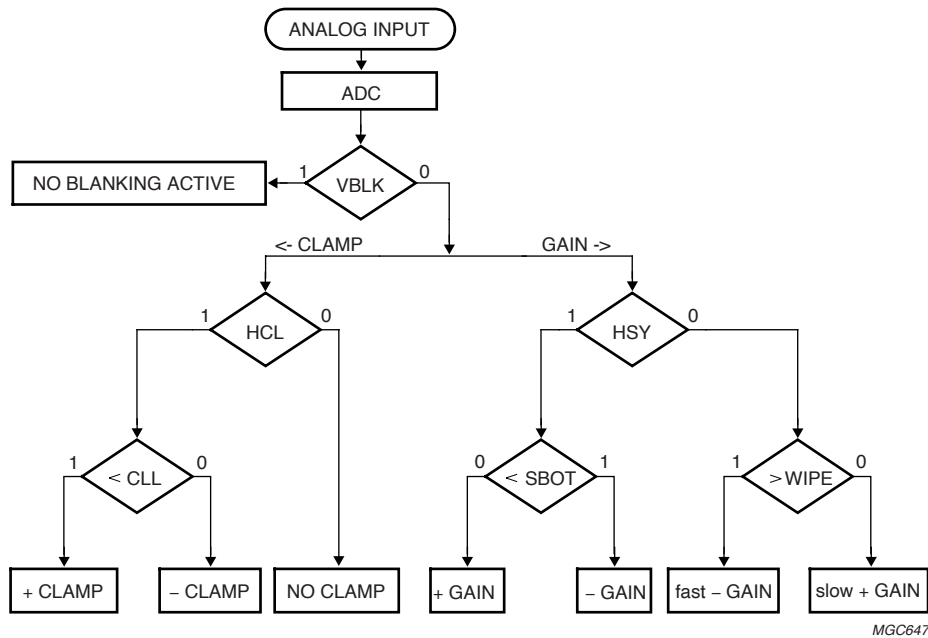 ANALOG INPUT
ADC
NO BLANKING ACTIVE
1
VBLK
0
<- CLAMP
GAIN ->
1
HCL
0
1
HSY
0
1
< CLL
0
0
< SBOT
1
1
> WIPE
0
+ CLAMP
− CLAMP
NO CLAMP
+ GAIN
− GAIN
fast − GAIN
slow + GAIN
MGC647